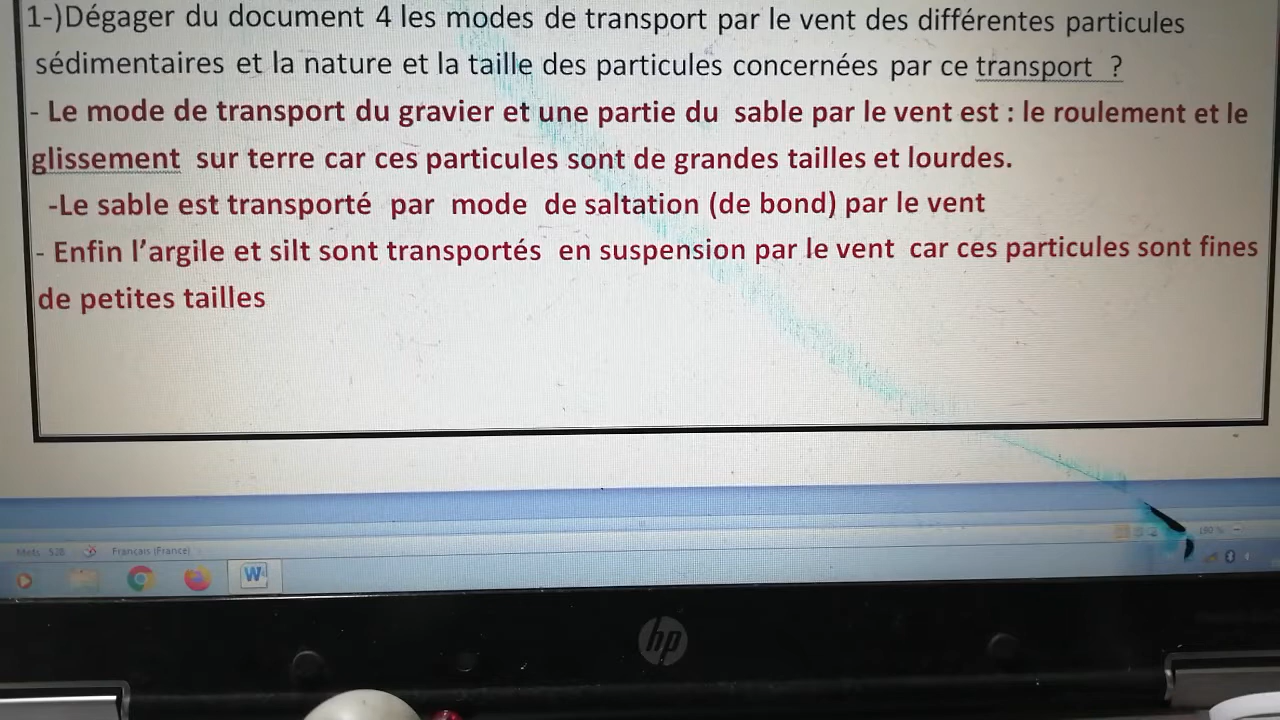 1-)Dégager du document 4 les modes de transport par le vent des différentes particules
sédimentaires et la nature et la taille des particules concernées par ce transport ?
- Le mode de transport du gravier et une partie du sable par le vent est : le roulement et le
glissement sur terre car ces particules sont de grandes tailles et lourdes.
-Le sable est transporté par mode de saltation (de bond) par le vent
- Enfin l'argile et silt sont transportés en suspension par le vent car ces particules sont fines
de petites tailles
190 %
Mots : 528 Français (France)
W
hp